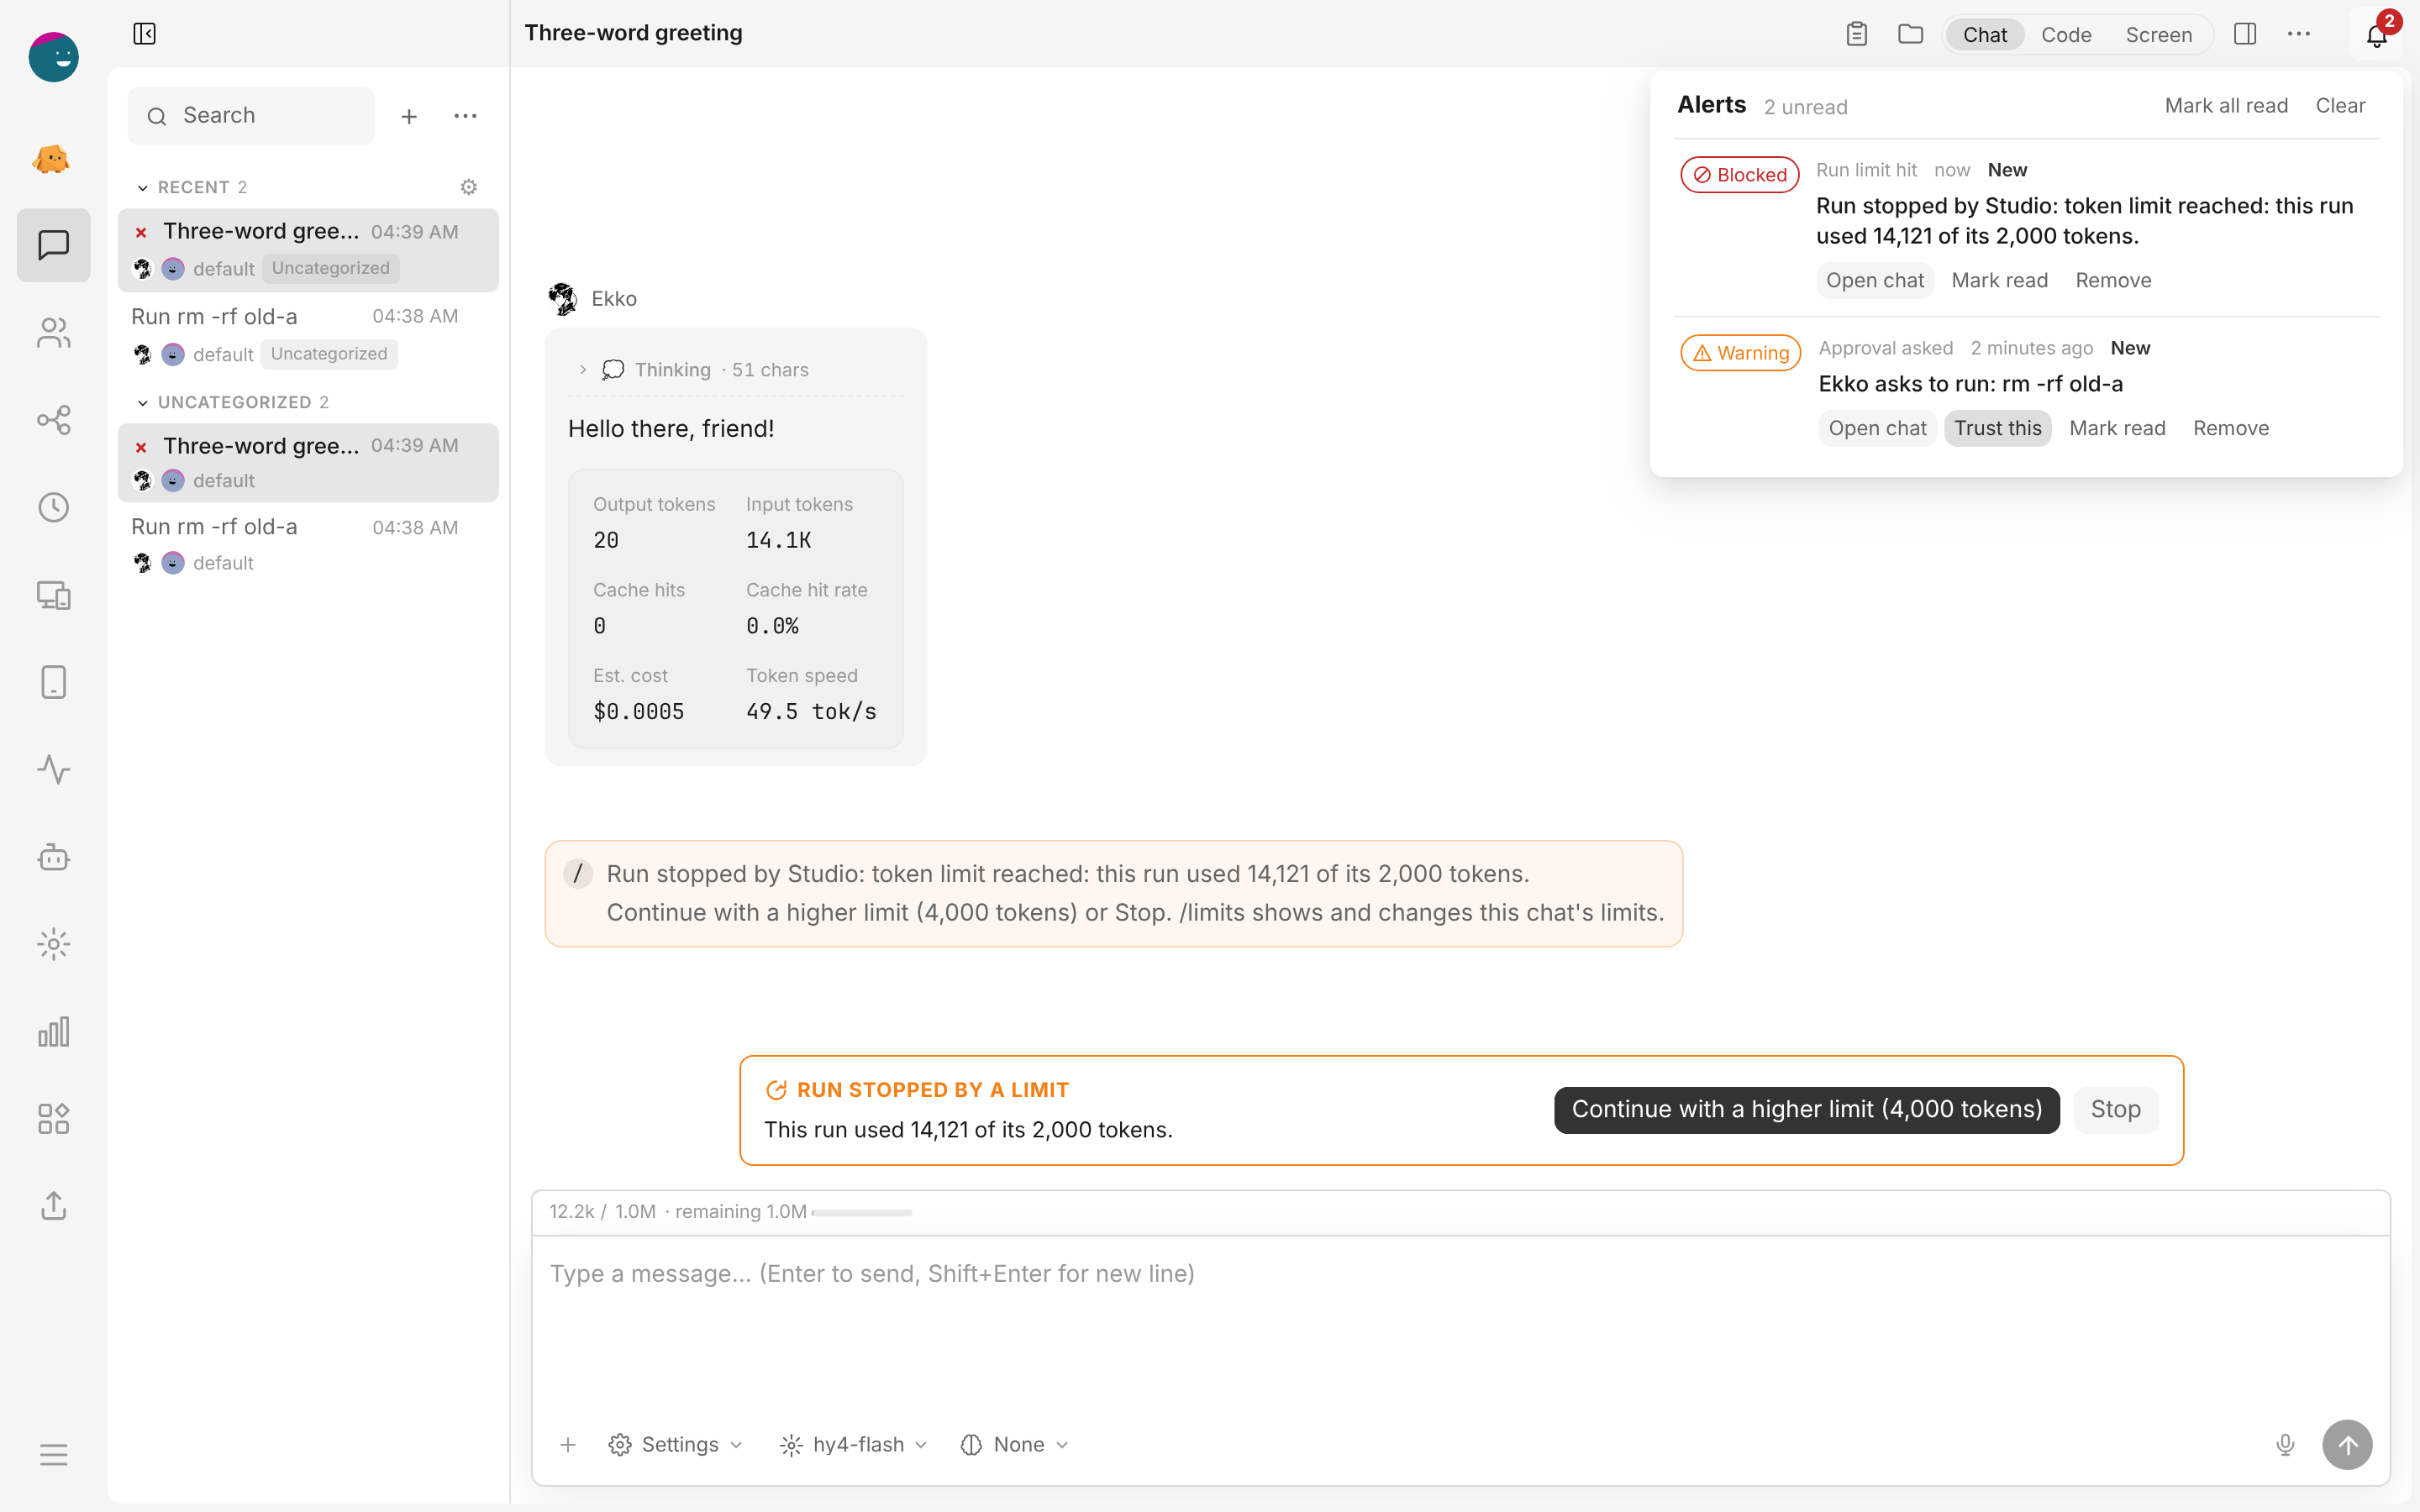 Three-word greeting
Chat
Code
Screen
2
Search
RECENT 2
Three-word gree... 04:39 AM
default Uncategorized
Run rm -rf old-a 04:38 AM
default Uncategorized
UNCATEGORIZED 2
Three-word gree... 04:39 AM
default
Run rm -rf old-a 04:38 AM
default
Alerts 2 unread Mark all read Clear
Blocked Run limit hit now New
Run stopped by Studio: token limit reached: this run
used 14,121 of its 2,000 tokens.
Open chat Mark read Remove
Warning Approval asked 2 minutes ago New
Ekko asks to run: rm -rf old-a
Open chat Trust this Mark read Remove
Ekko
Thinking · 51 chars
Hello there, friend!
Output tokens Input tokens
20 14.1K
Cache hits Cache hit rate
0 0.0%
Est. cost Token speed
$0.0005 49.5 tok/s
/ Run stopped by Studio: token limit reached: this run used 14,121 of its 2,000 tokens.
Continue with a higher limit (4,000 tokens) or Stop. /limits shows and changes this chat's limits.
RUN STOPPED BY A LIMIT
This run used 14,121 of its 2,000 tokens.
Continue with a higher limit (4,000 tokens) Stop
12.2k / 1.0M · remaining 1.0M
Type a message... (Enter to send, Shift+Enter for new line)
Settings hy4-flash None